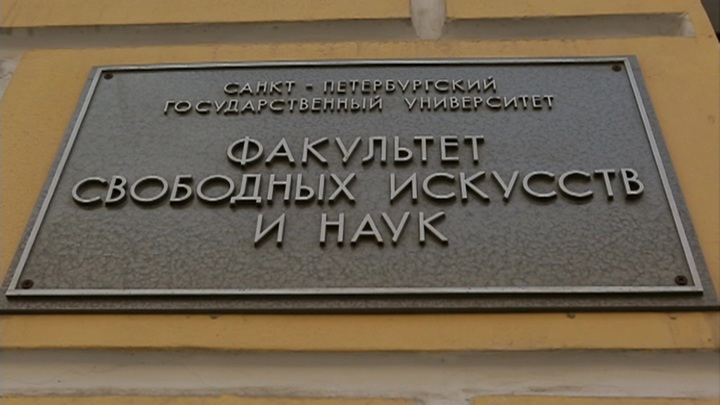 САНКТ - ПЕТЕРБУРГСКИЙ
ГОСУДАРСТВЕННЫЙ УНИВЕРСИТЕТ
ФАКУЛЬТЕТ
СВОБОДНЫХ ИСКУССТВ
И НАУК